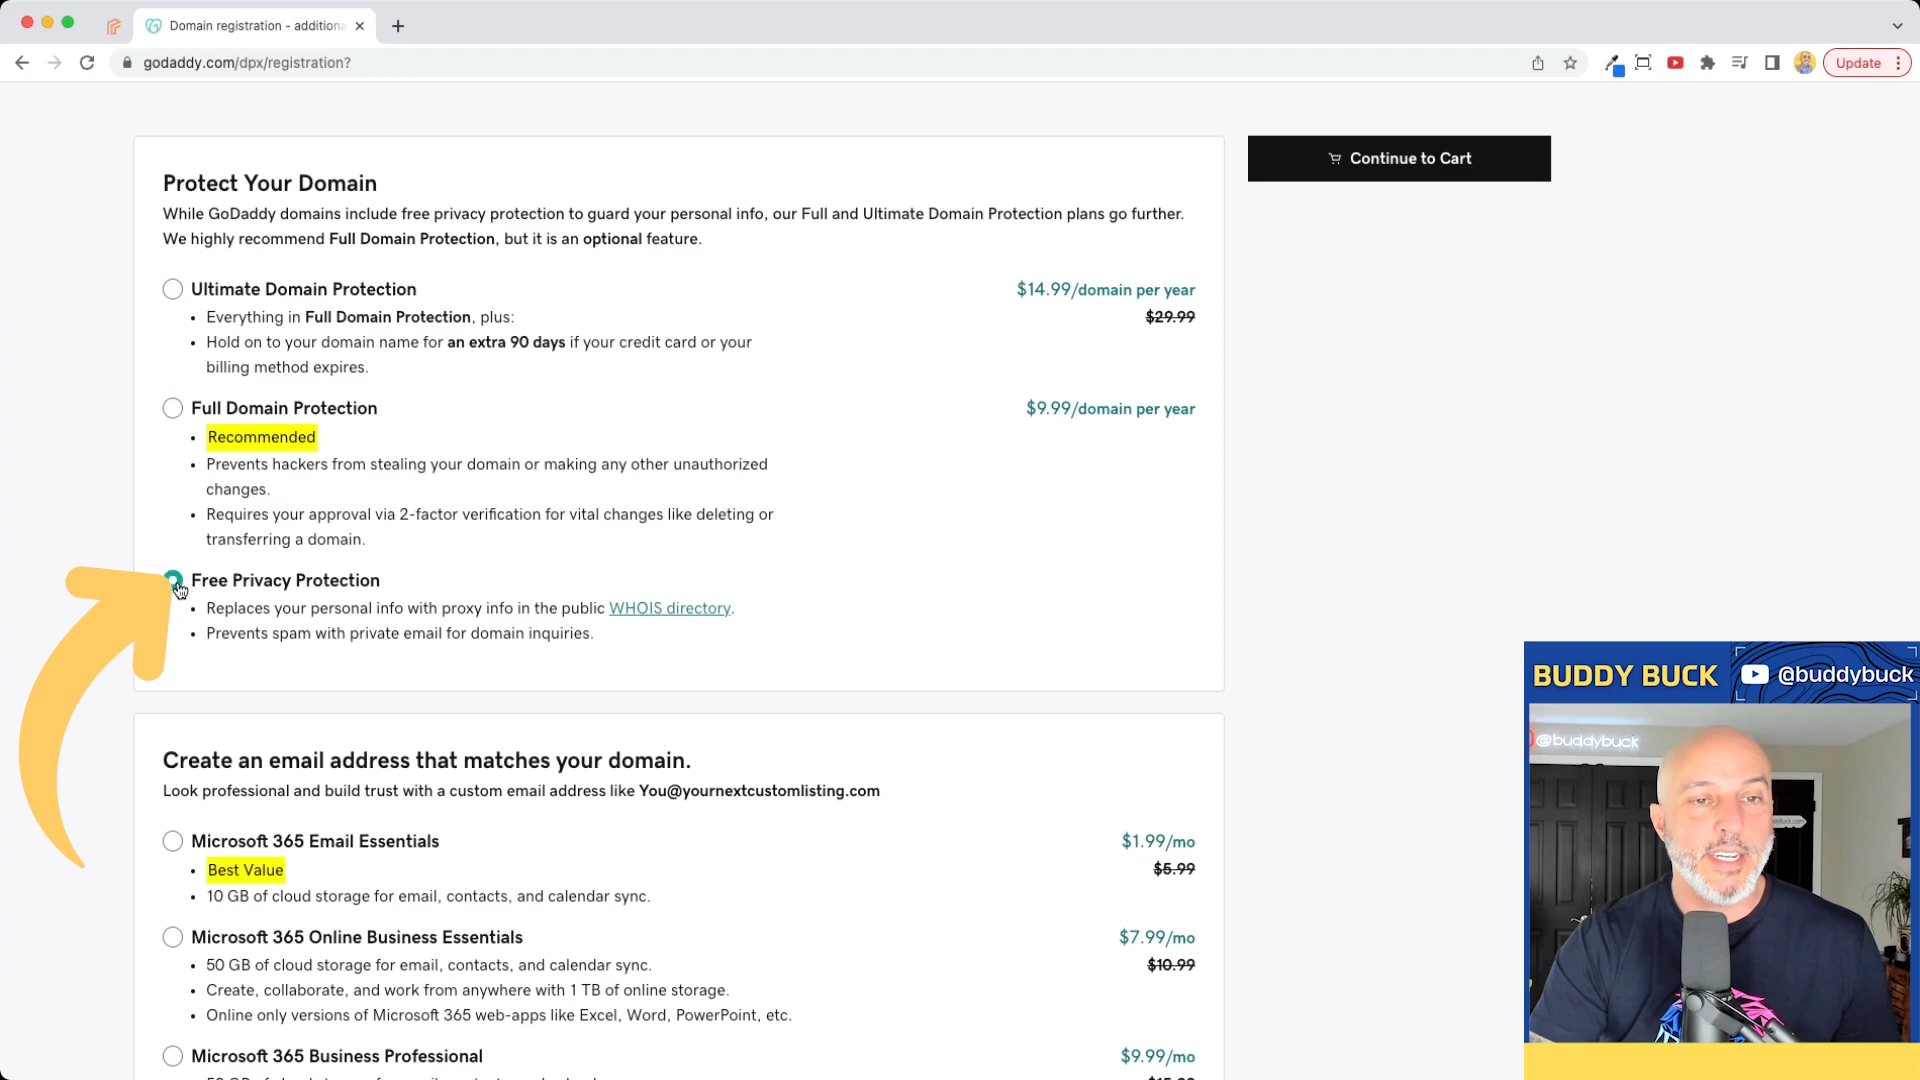 Domain registration - additiona
godaddy.com/dpx/registration?
Update
Protect Your Domain
While GoDaddy domains include free privacy protection to guard your personal info, our Full and Ultimate Domain Protection plans go further.
We highly recommend Full Domain Protection, but it is an optional feature.
Continue to Cart
Ultimate Domain Protection
$14.99/domain per year
Everything in Full Domain Protection, plus:
$29.99
Hold on to your domain name for an extra 90 days if your credit card or your
billing method expires.
Full Domain Protection
$9.99/domain per year
Recommended
Prevents hackers from stealing your domain or making any other unauthorized
changes.
Requires your approval via 2-factor verification for vital changes like deleting or
transferring a domain.
Free Privacy Protection
Replaces your personal info with proxy info in the public WHOIS directory.
Prevents spam with private email for domain inquiries.
Create an email address that matches your domain.
Look professional and build trust with a custom email address like You@yournextcustomlisting.com
Microsoft 365 Email Essentials
$1.99/mo
Best Value
$5.99
10 GB of cloud storage for email, contacts, and calendar sync.
Microsoft 365 Online Business Essentials
$7.99/mo
50 GB of cloud storage for email, contacts, and calendar sync.
$10.99
Create, collaborate, and work from anywhere with 1 TB of online storage.
Online only versions of Microsoft 365 web-apps like Excel, Word, PowerPoint, etc.
Microsoft 365 Business Professional
$9.99/mo
BUDDY BUCK
@buddybuck
@buddybuck